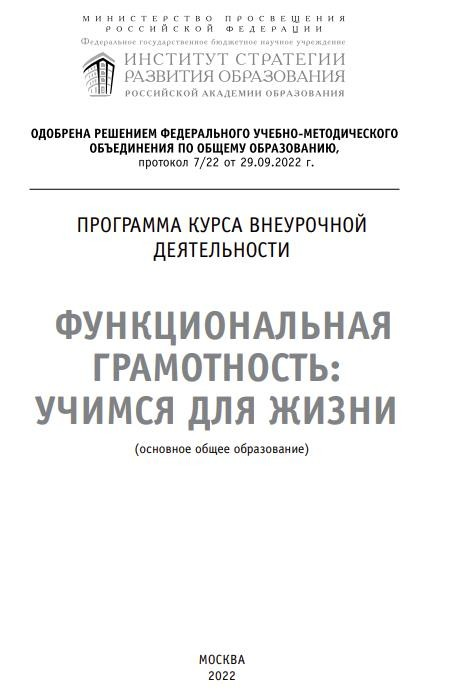 МИНИСТЕРСТВО ПРОСВЕЩЕНИЯ
РОССИЙСКОЙ ФЕДЕРАЦИИ
Федеральное государственное бюджетное научное учреждение
ИНСТИТУТ СТРАТЕГИИ
РАЗВИТИЯ ОБРАЗОВАНИЯ
РОССИЙСКОЙ АКАДЕМИИ ОБРАЗОВАНИЯ
ОДОБРЕНА РЕШЕНИЕМ ФЕДЕРАЛЬНОГО УЧЕБНО-МЕТОДИЧЕСКОГО
ОБЪЕДИНЕНИЯ ПО ОБЩЕМУ ОБРАЗОВАНИЮ,
протокол 7/22 от 29.09.2022 г.
ПРОГРАММА КУРСА ВНЕУРОЧНОЙ
ДЕЯТЕЛЬНОСТИ
ФУНКЦИОНАЛЬНАЯ
ГРАМОТНОСТЬ:
УЧИМСЯ ДЛЯ ЖИЗНИ
(основное общее образование)
МОСКВА
2022